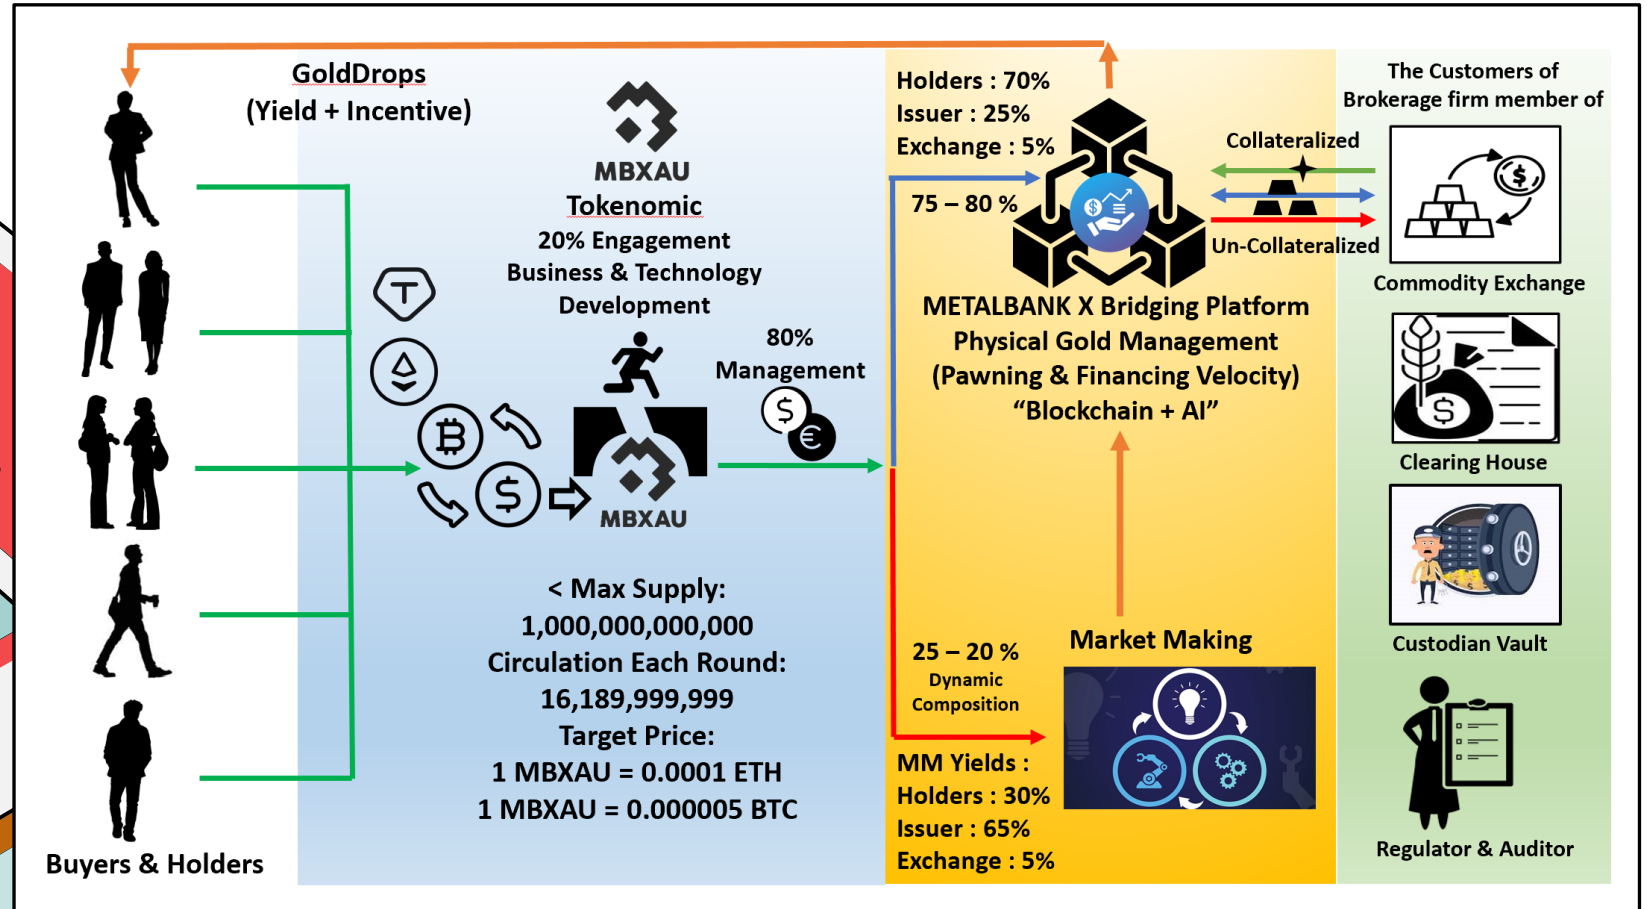 GoldDrops
(Yield + Incentive)
MBXAU
Tokenomic
20% Engagement
Business & Technology
Development
80%
Management
T
B
$
$
€
MBXAU
< Max Supply:
1,000,000,000,000
Circulation Each Round:
16,189,999,999
Target Price:
1 MBXAU = 0.0001 ETH
1 MBXAU = 0.000005 BTC
Buyers & Holders
Holders : 70%
Issuer : 25%
Exchange : 5%
75 – 80 %
$
METALBANK X Bridging Platform
Physical Gold Management
(Pawning & Financing Velocity)
“Blockchain + AI”
Market Making
25 – 20 %
Dynamic
Composition
MM Yields :
Holders : 30%
Issuer : 65%
Exchange : 5%
The Customers of
Brokerage firm member of
Collateralized
Un-Collateralized
$
Commodity Exchange
$
Clearing House
Custodian Vault
Regulator & Auditor